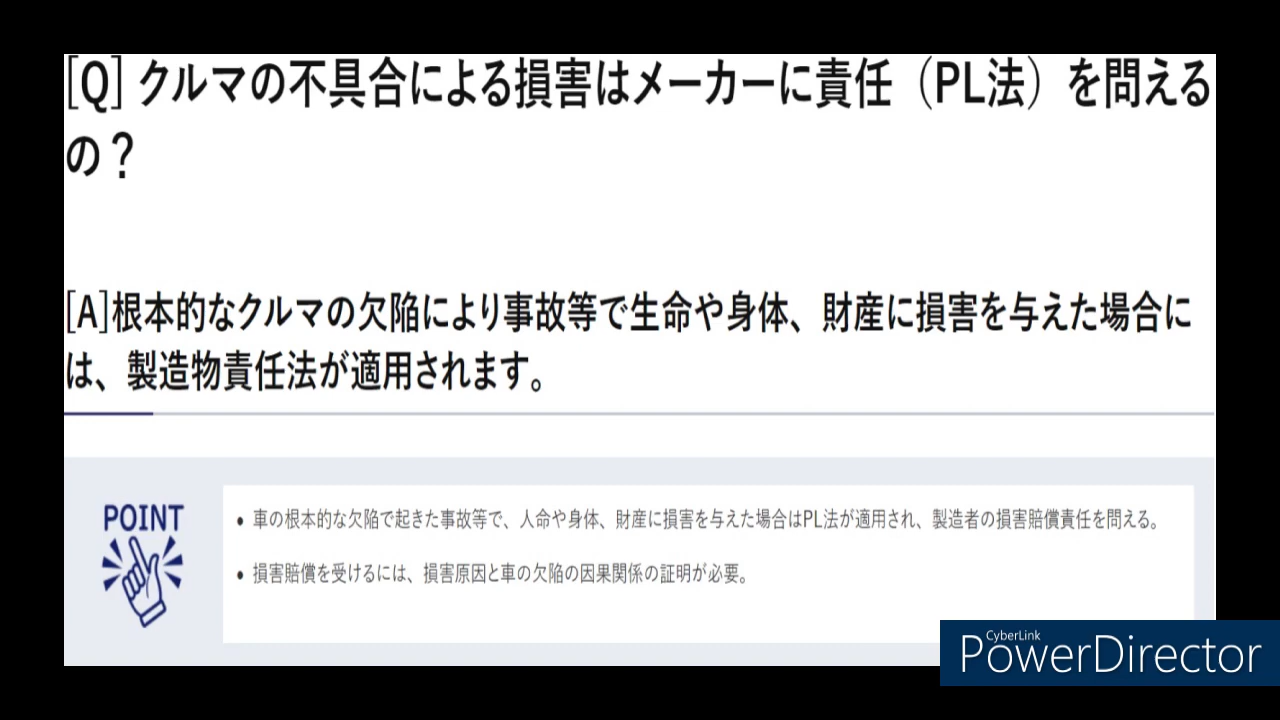 [Q] クルマの不具合による損害はメーカーに責任（PL法）を問える
の？
[A]根本的なクルマの欠陥により事故等で生命や身体、財産に損害を与えた場合に
は、製造物責任法が適用されます。
POINT
• 車の根本的な欠陥で起きた事故等で、人命や身体、財産に損害を与えた場合はPL法が適用され、製造者の損害賠償責任を問える。
• 損害賠償を受けるには、損害原因と車の欠陥の因果関係の証明が必要。
CyberLink
PowerDirector